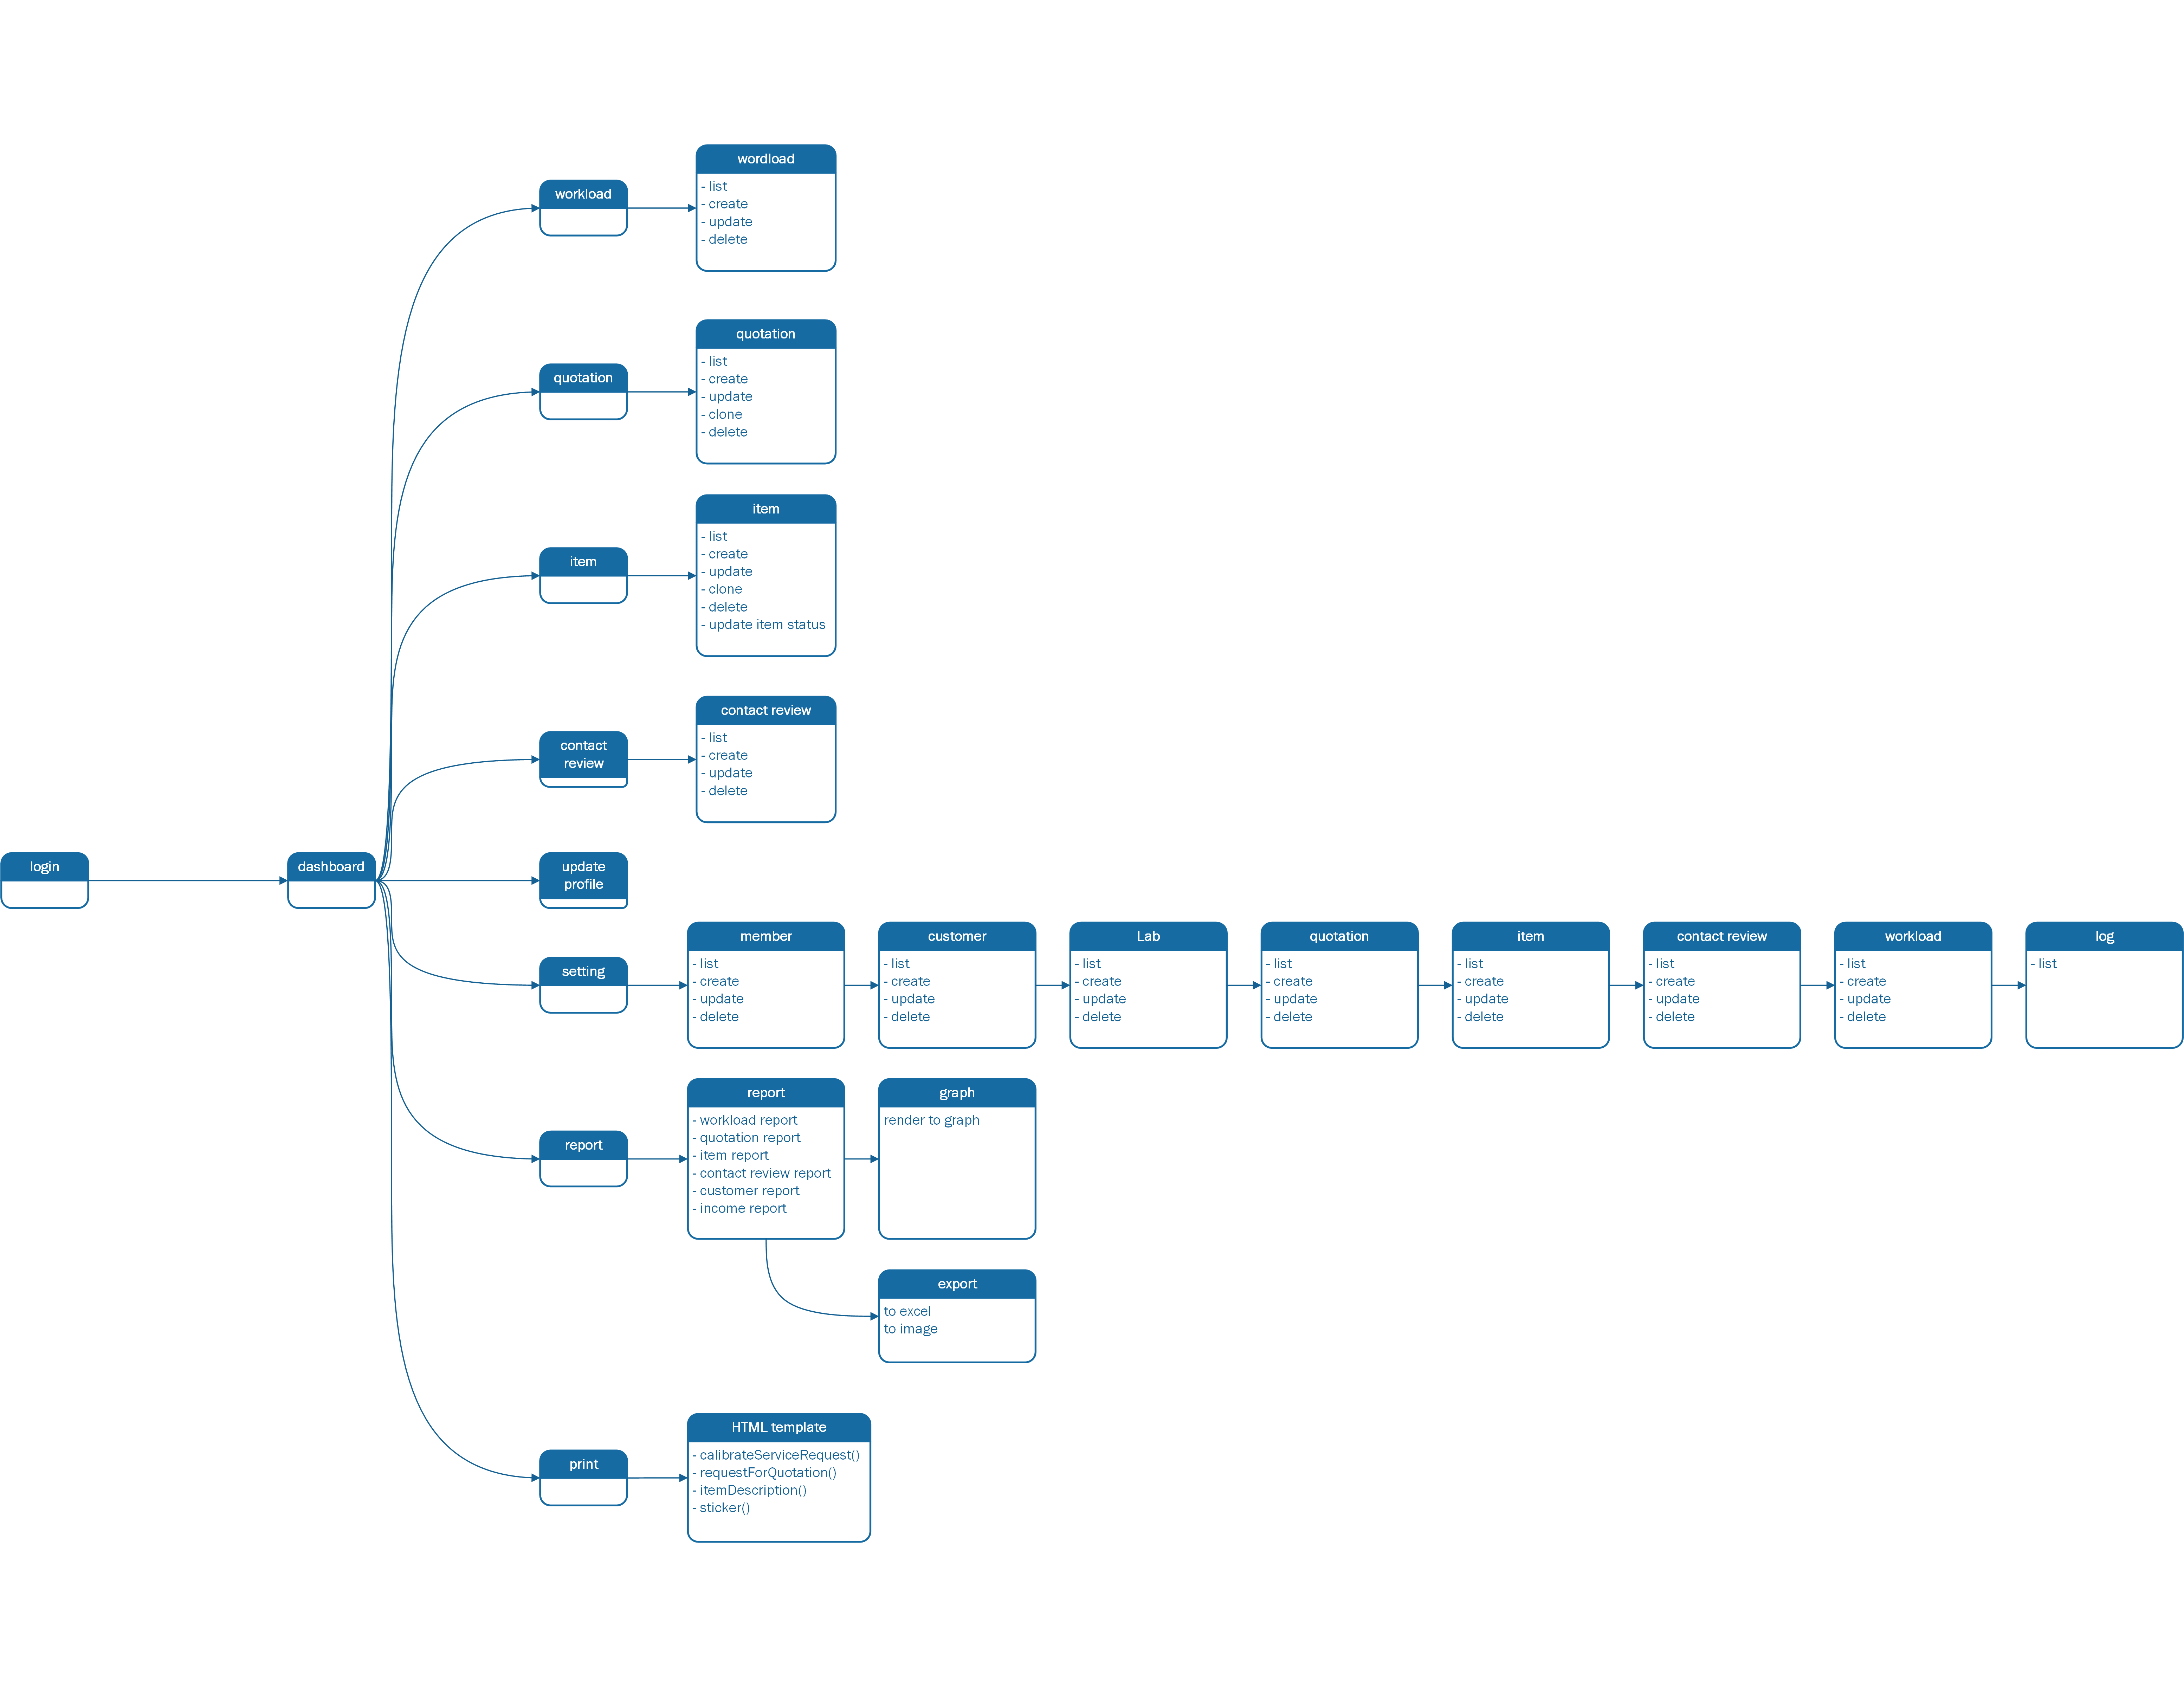 login
dashboard
workload
wordload
- list
- create
- update
- delete
quotation
quotation
- list
- create
- update
- clone
- delete
item
item
- list
- create
- update
- clone
- delete
- update item status
contact
review
contact review
- list
- create
- update
- delete
update
profile
setting
member
- list
- create
- update
- delete
customer
- list
- create
- update
- delete
Lab
- list
- create
- update
- delete
quotation
- list
- create
- update
- delete
item
- list
- create
- update
- delete
contact review
- list
- create
- update
- delete
workload
- list
- create
- update
- delete
log
- list
report
report
- workload report
- quotation report
- item report
- contact review report
- customer report
- income report
graph
render to graph
export
to excel
to image
print
HTML template
- calibrateServiceRequest()
- requestForQuotation()
- itemDescription()
- sticker()